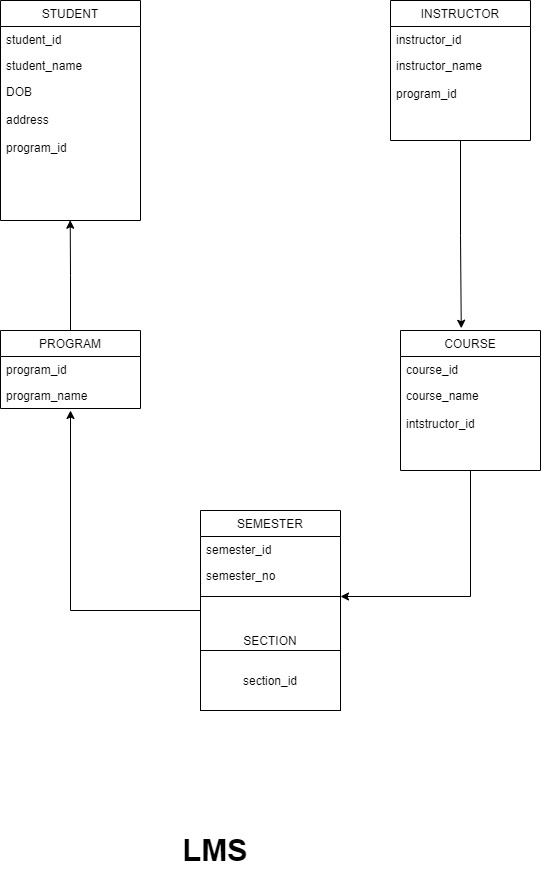 STUDENT
student_id
student_name
DOB
address
program_id
INSTRUCTOR
instructor_id
instructor_name
program_id
PROGRAM
program_id
program_name
COURSE
course_id
course_name
intstructor_id
SEMESTER
semester_id
semester_no
SECTION
section_id
LMS